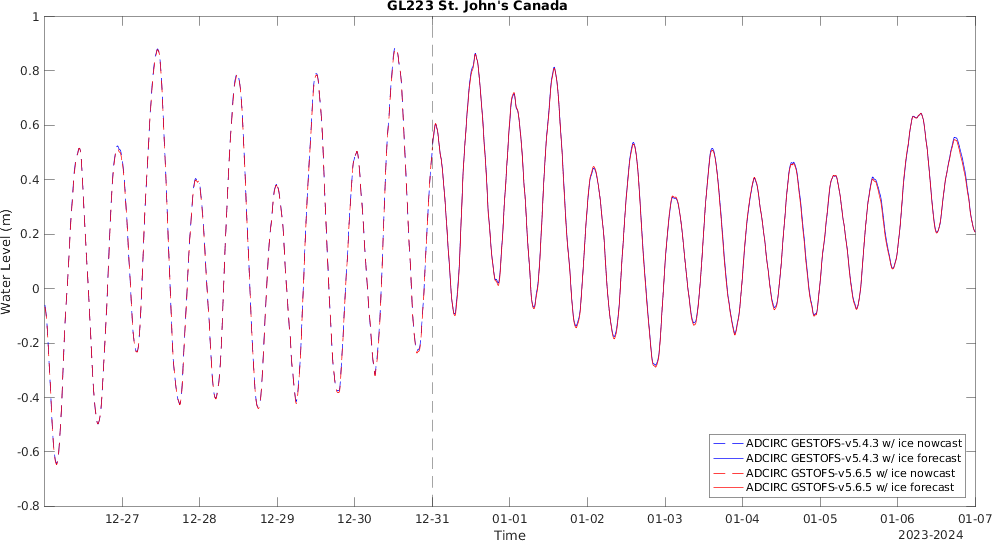 GL223 St. John's Canada
Water Level (m)
1
0.8
0.6
0.4
0.2
0
-0.2
-0.4
-0.6
-0.8
ADCIRC GESTOFS-v5.4.3 w/ ice nowcast
ADCIRC GESTOFS-v5.4.3 w/ ice forecast
ADCIRC GSTOFS-v5.6.5 w/ ice nowcast
ADCIRC GSTOFS-v5.6.5 w/ ice forecast
12-27 12-28 12-29 12-30 12-31 01-01 01-02 01-03 01-04 01-05 01-06 01-07
Time
2023-2024